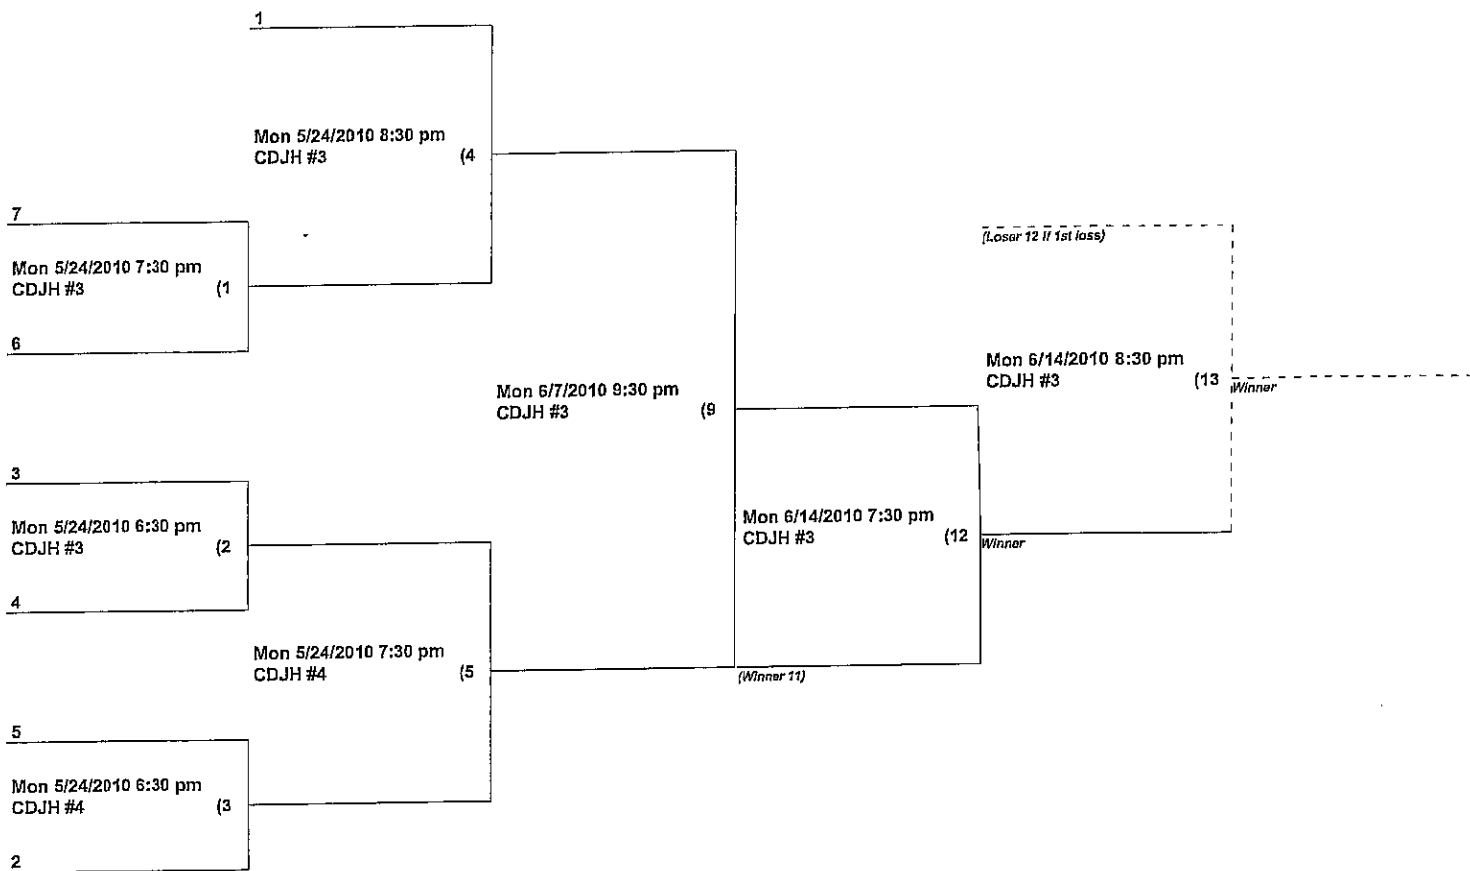 1
Mon 5/24/2010 8:30 pm
CDJH #3 (4
7
(Loser 12 if 1st loss)
Mon 5/24/2010 7:30 pm
CDJH #3 (1
6
Mon 6/14/2010 8:30 pm
CDJH #3 (13
Winner
Mon 6/7/2010 9:30 pm
CDJH #3 (9
3
Mon 5/24/2010 6:30 pm
CDJH #3 (2
Mon 6/14/2010 7:30 pm
CDJH #3 (12
Winner
4
Mon 5/24/2010 7:30 pm
CDJH #4 (5
(Winner 11)
5
Mon 5/24/2010 6:30 pm
CDJH #4 (3
2